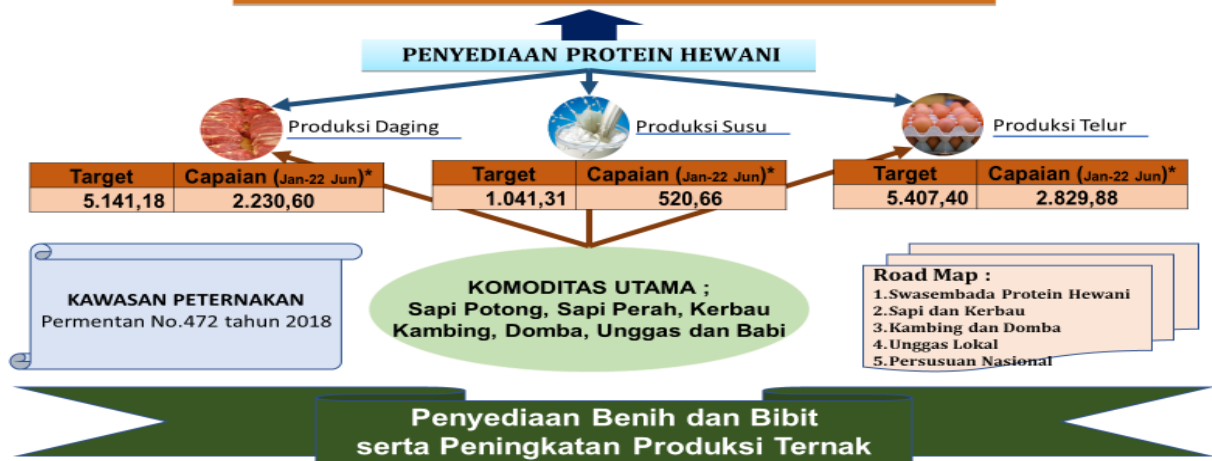 PENYEDIAAN PROTEIN HEWANI
Produksi Daging
Produksi Susu
Produksi Telur
Target Capaian (Jan-22 Jun)*
5.141,18 2.230,60
Target Capaian (Jan-22 Jun)*
1.041,31 520,66
Target Capaian (Jan-22 Jun)*
5.407,40 2.829,88
KAWASAN PETERNAKAN
Permentan No.472 tahun 2018
KOMODITAS UTAMA ;
Sapi Potong, Sapi Perah, Kerbau
Kambing, Domba, Unggas dan Babi
Road Map :
1.Swasembada Protein Hewani
2.Sapi dan Kerbau
3.Kambing dan Domba
4.Unggas Lokal
5.Persusuan Nasional
Penyediaan Benih dan Bibit
serta Peningkatan Produksi Ternak